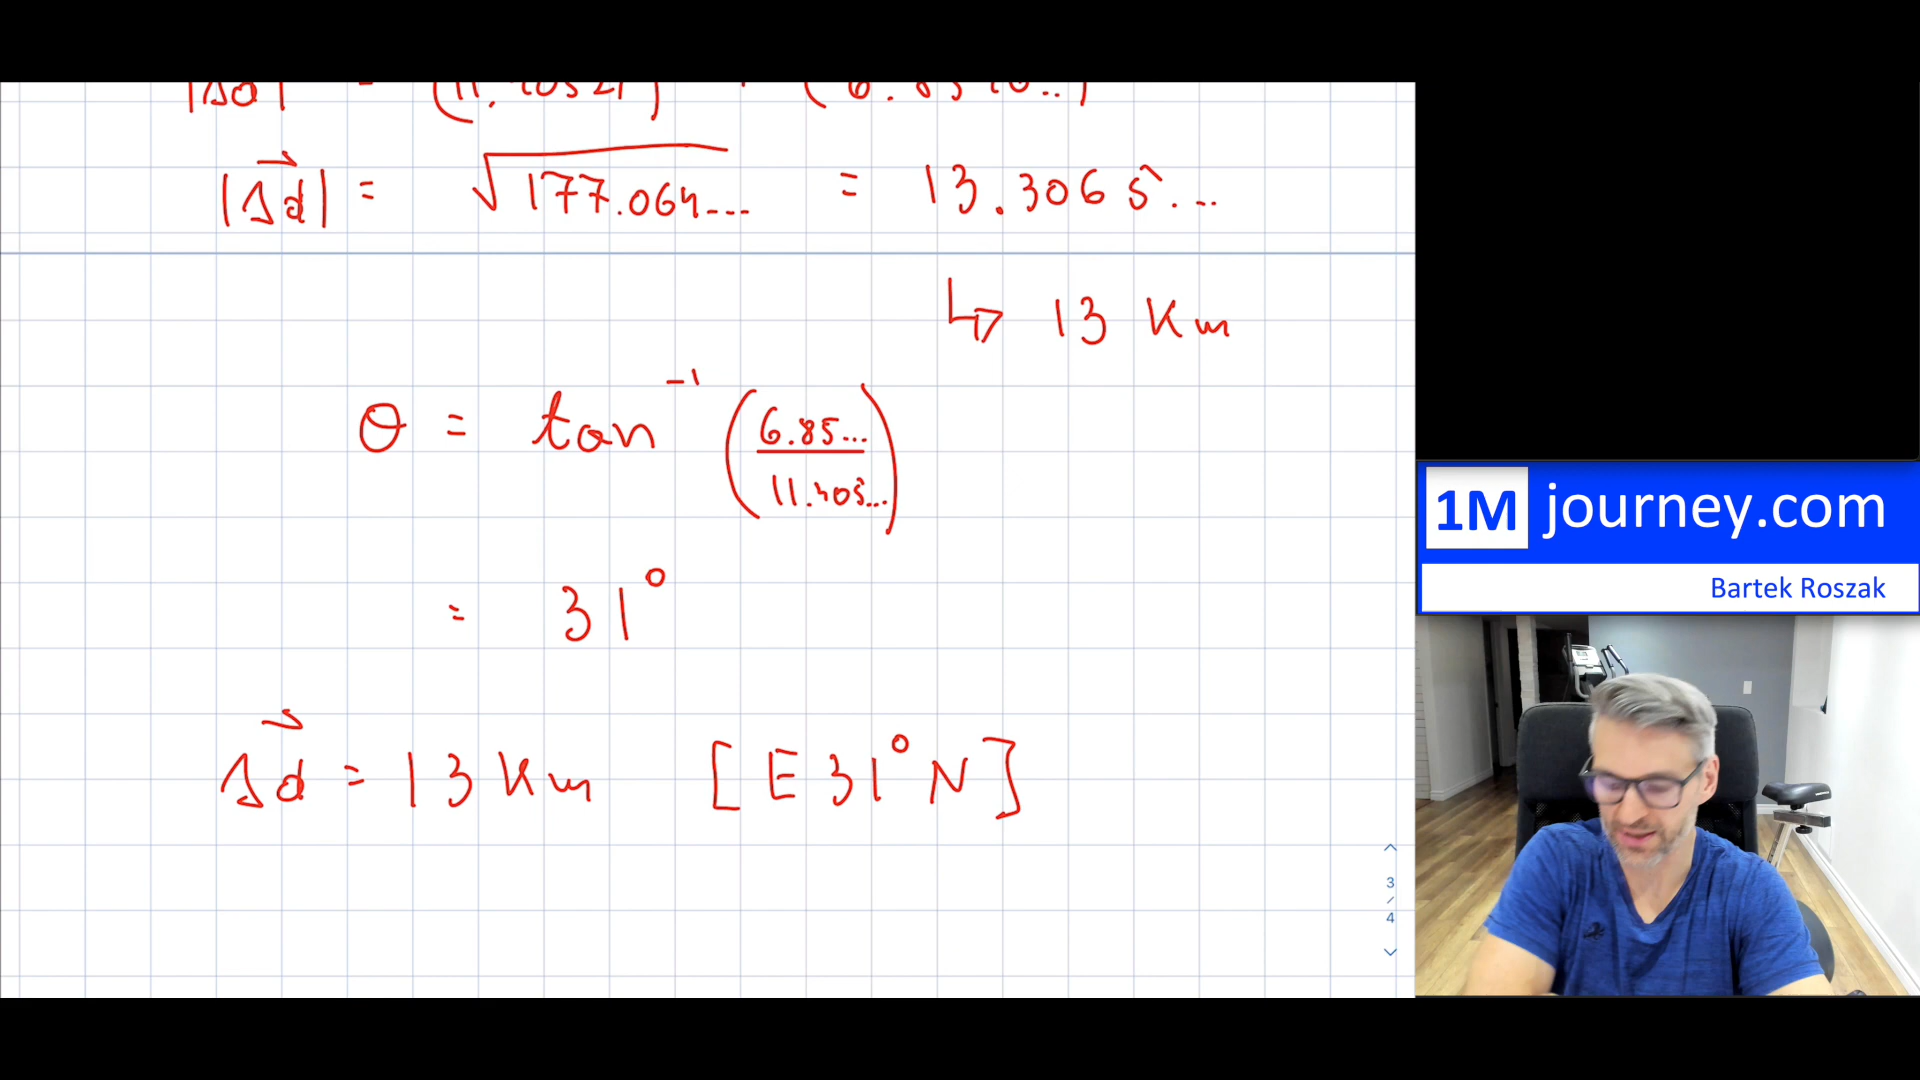 |Δd⃗| = √177.064... = 13.3065...
↳ 13 Km
θ = tan⁻¹ (6.85... / 11.405...)
= 31°
Δd⃗ = 13 Km [E 31° N]
3
/
4
1M journey.com
Bartek Roszak